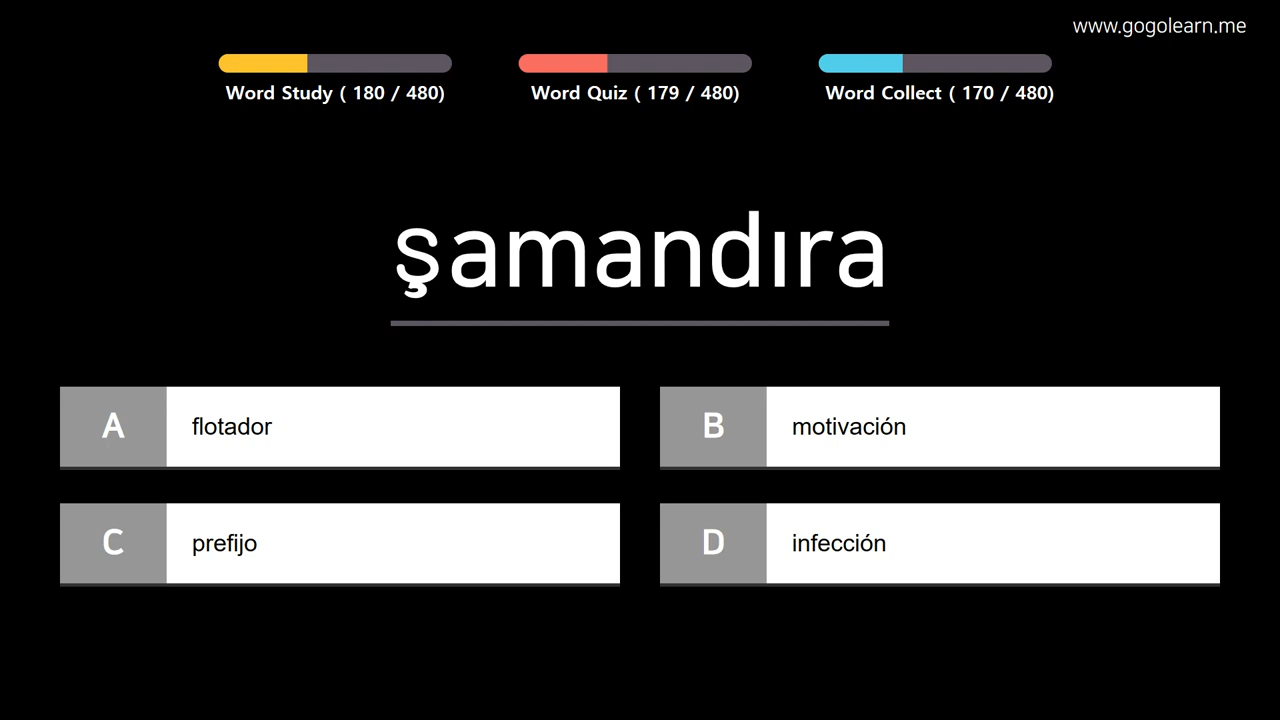 www.gogolearn.me
Word Study ( 180 / 480)
Word Quiz ( 179 / 480)
Word Collect ( 170 / 480)
şamandıra
A
flotador
B
motivación
C
prefijo
D
infección